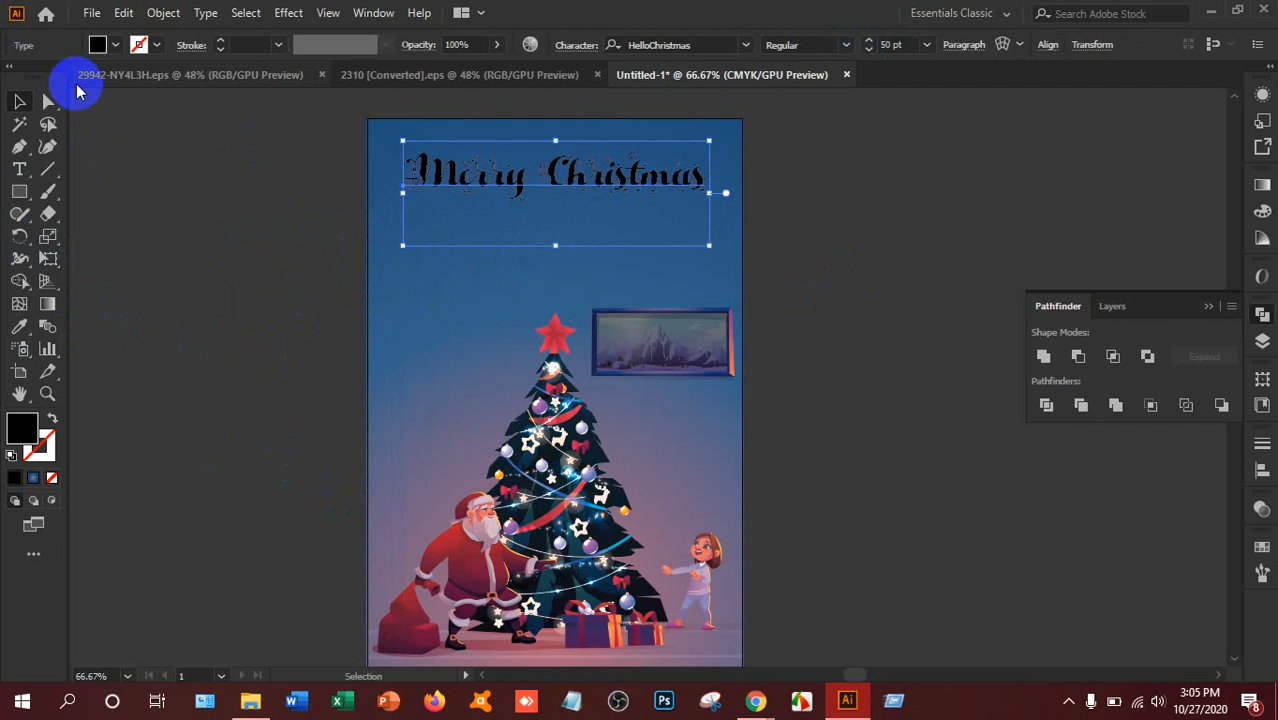 Ai File Edit Object Type Select Effect View Window Help Essentials Classic Search Adobe Stock
Type Stroke: Opacity: 100% Character: HelloChristmas Regular 50 pt Paragraph Align Transform
29942-NY4L3H.eps @ 48% (RGB/GPU Preview) 2310 [Converted].eps @ 48% (RGB/GPU Preview) Untitled-1* @ 66.67% (CMYK/GPU Preview)
Merry Christmas
Pathfinder Layers
Shape Modes:
Expand
Pathfinders:
66.67% 1 Selection
Ps Ai
3:05 PM
10/27/2020
8